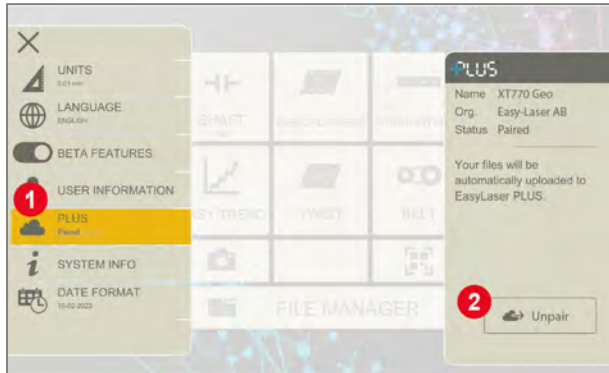 UNITS
0.01 mm
LANGUAGE
ENGLISH
BETA FEATURES
USER INFORMATION
1
PLUS
Paired
SYSTEM INFO
DATE FORMAT
SHAFT
TWIST
BELT
FILE MANAGER
PLUS
Name XT770 Geo
Org. Easy-Laser AB
Status Paired
Your files will be
automatically uploaded to
EasyLaser PLUS.
2
Unpair